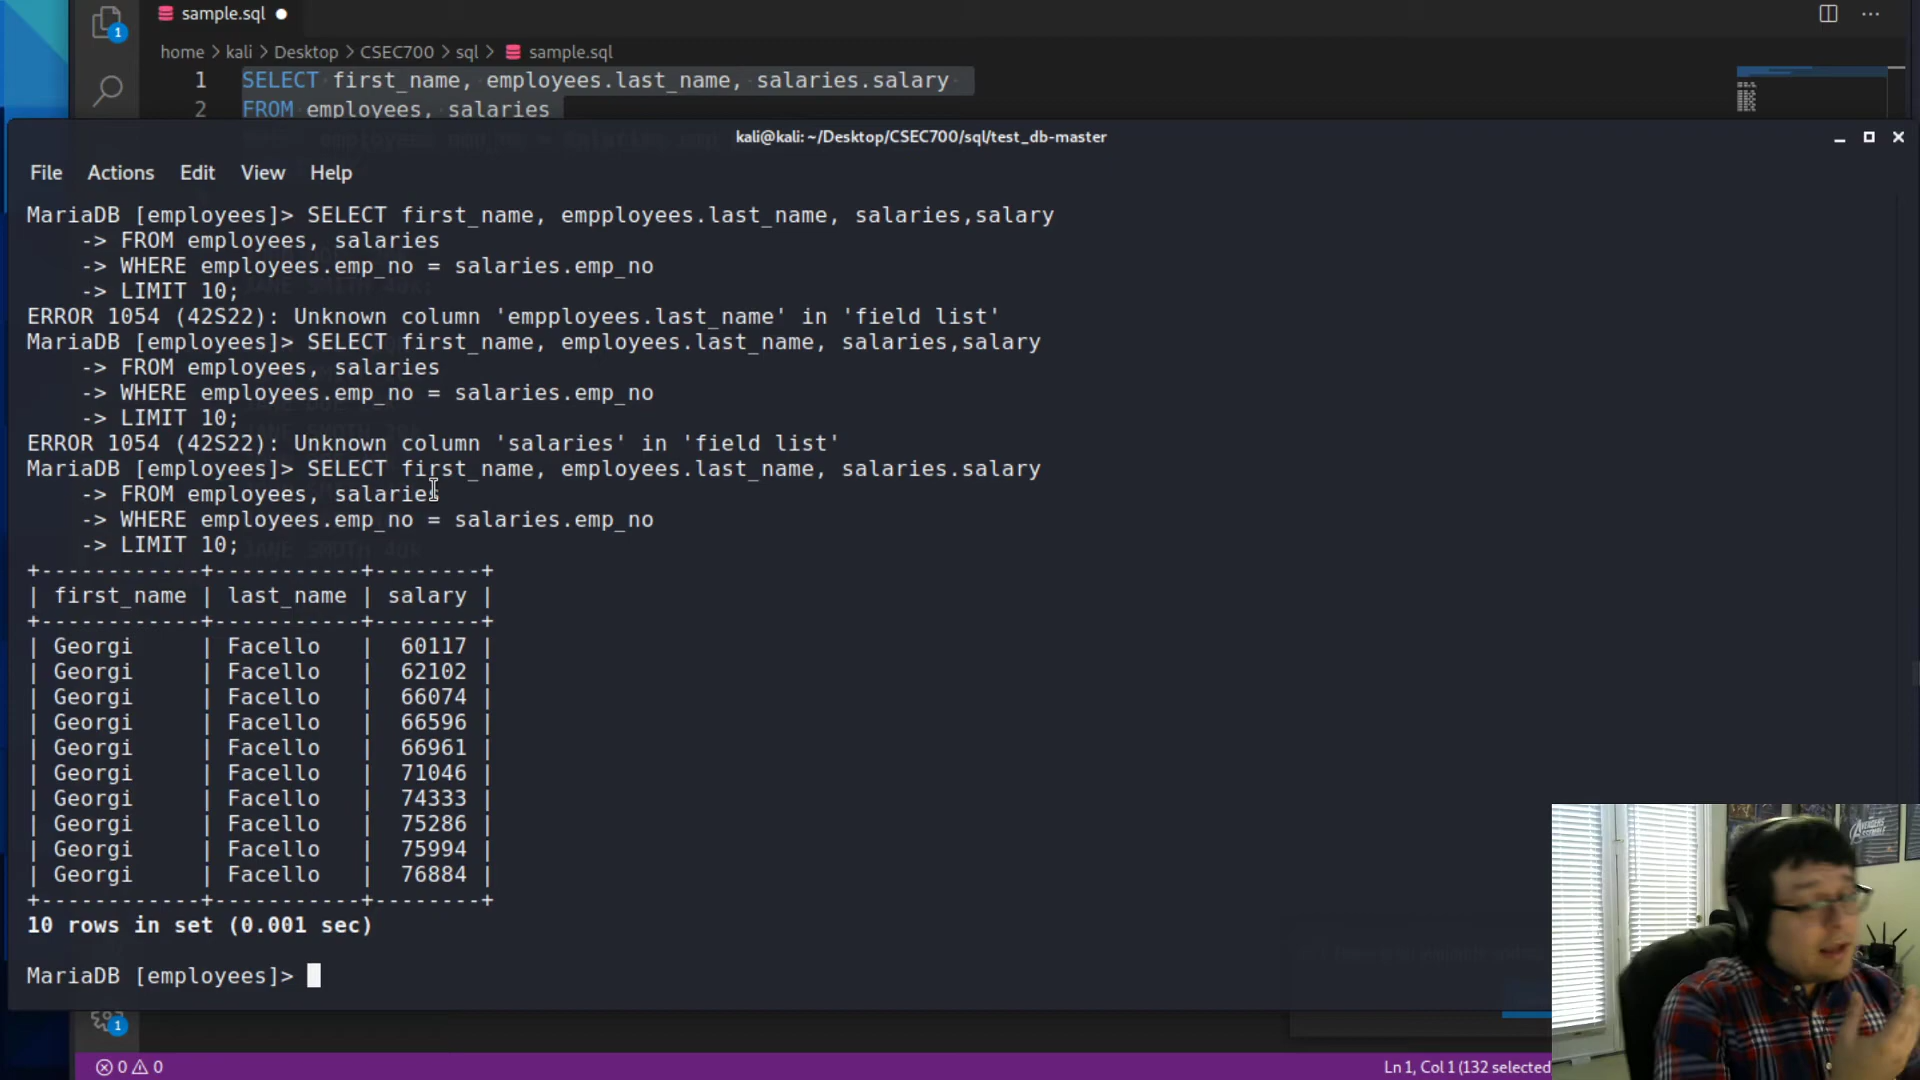 sample.sql
home > kali > Desktop > CSEC700 > sql > sample.sql
1 SELECT first_name, employees.last_name, salaries.salary
2 FROM employees, salaries
kali@kali: ~/Desktop/CSEC700/sql/test_db-master
File Actions Edit View Help
MariaDB [employees]> SELECT first_name, empployees.last_name, salaries,salary
-> FROM employees, salaries
-> WHERE employees.emp_no = salaries.emp_no
-> LIMIT 10;
ERROR 1054 (42S22): Unknown column 'empployees.last_name' in 'field list'
MariaDB [employees]> SELECT first_name, employees.last_name, salaries,salary
-> FROM employees, salaries
-> WHERE employees.emp_no = salaries.emp_no
-> LIMIT 10;
ERROR 1054 (42S22): Unknown column 'salaries' in 'field list'
MariaDB [employees]> SELECT first_name, employees.last_name, salaries.salary
-> FROM employees, salaries
-> WHERE employees.emp_no = salaries.emp_no
-> LIMIT 10;
+------------+-----------+--------+
| first_name | last_name | salary |
+------------+-----------+--------+
| Georgi | Facello | 60117 |
| Georgi | Facello | 62102 |
| Georgi | Facello | 66074 |
| Georgi | Facello | 66596 |
| Georgi | Facello | 66961 |
| Georgi | Facello | 71046 |
| Georgi | Facello | 74333 |
| Georgi | Facello | 75286 |
| Georgi | Facello | 75994 |
| Georgi | Facello | 76884 |
+------------+-----------+--------+
10 rows in set (0.001 sec)
MariaDB [employees]>
1
1
0 0
Ln 1, Col 1 (132 selected
AVENGERS